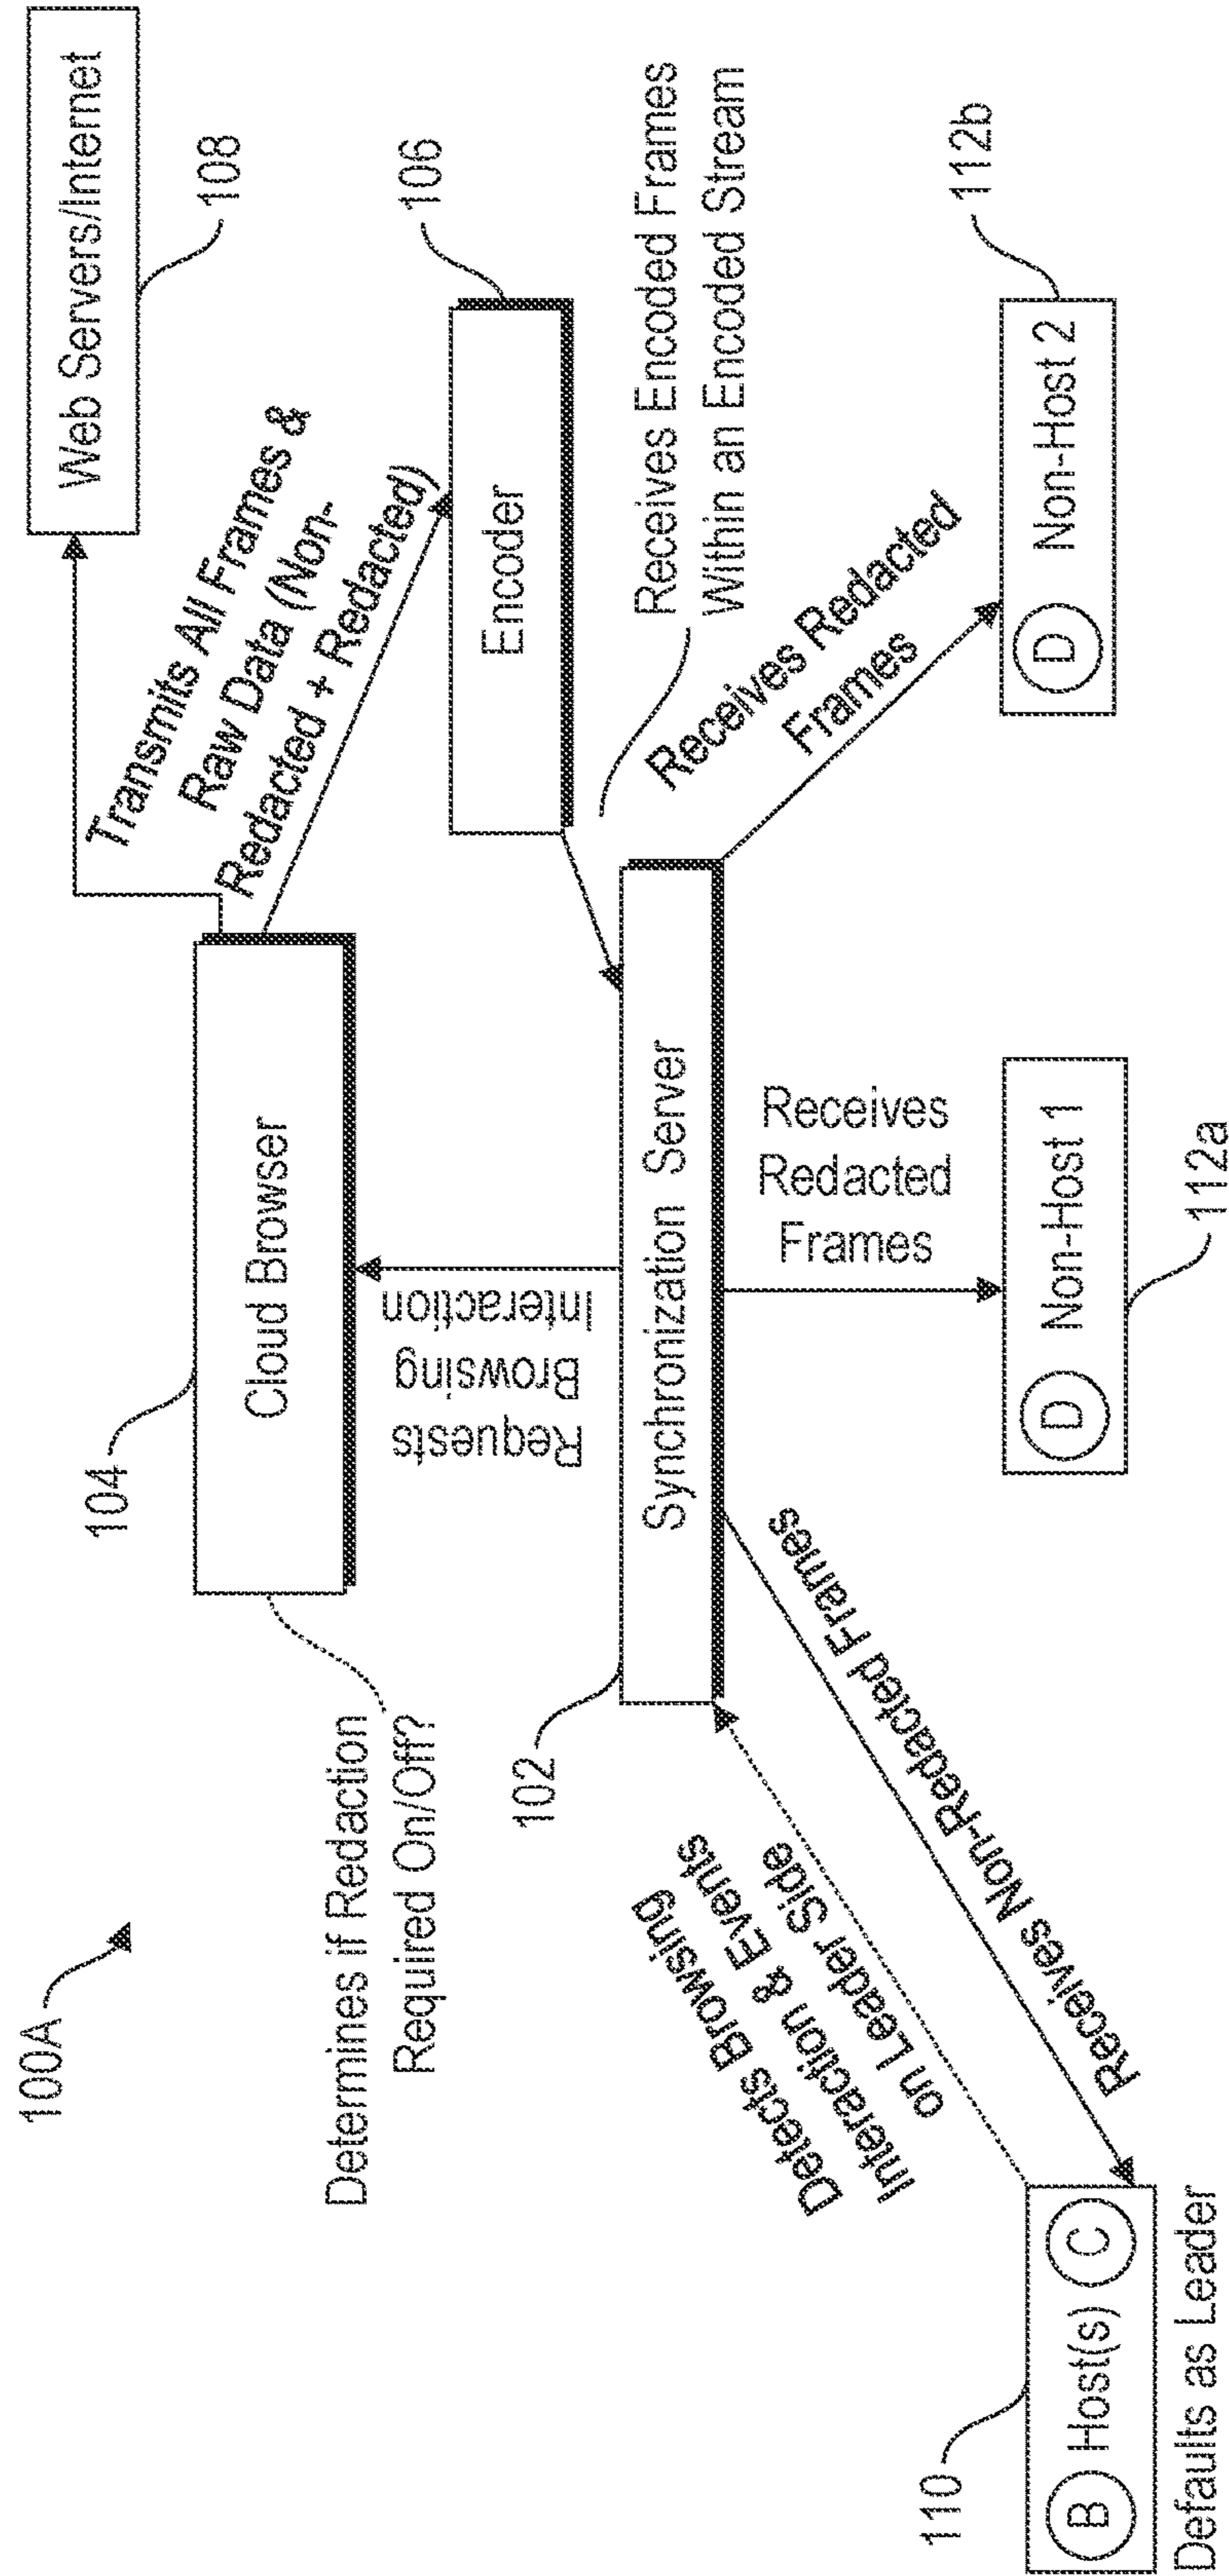 100A
104
Cloud Browser
Web Servers/Internet
108
Determines if Redaction
Required On/Off?
Transmits All Frames &
Raw Data (Non-
Redacted + Redacted)
Encoder
106
Requests
Browsing
Interaction
102
Synchronization Server
Receives Encoded Frames
Within an Encoded Stream
Detects Browsing
Interaction & Events
on Leader Side
Receives Non-Redacted Frames
Receives
Redacted
Frames
Receives Redacted
Frames
110
B Host(s) C
Defaults as Leader
D Non-Host 1
112a
D Non-Host 2
112b